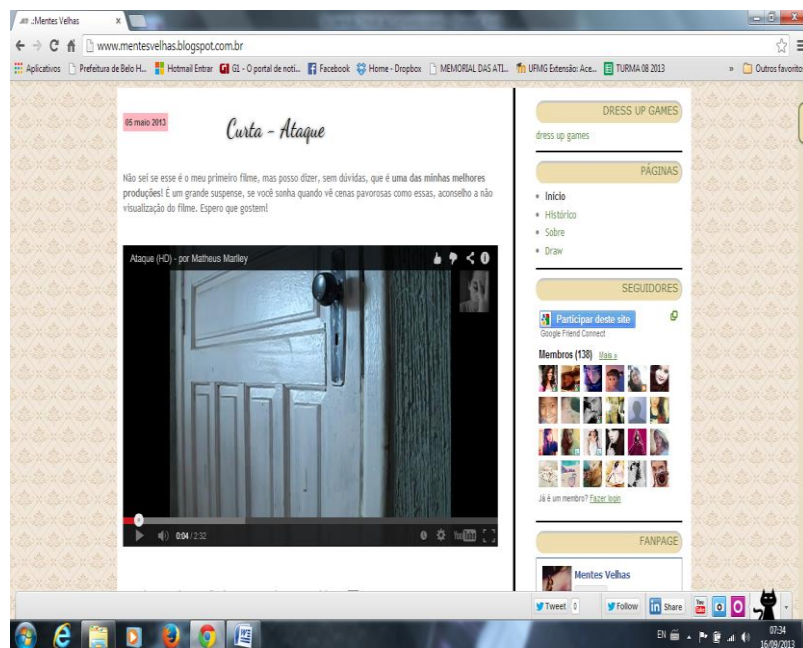 .:Mentes Velhas
www.mentesvelhas.blogspot.com.br
Aplicativos Prefeitura de Belo H... Hotmail Entrar G1 - O portal de notí... Facebook Home - Dropbox MEMORIAL DAS ATI... UFMG Extensão: Ace... TURMA 08 2013 » Outros favorito
05 maio 2013
Curta - Ataque
Não sei se esse é o meu primeiro filme, mas posso dizer, sem dúvidas, que é uma das minhas melhores
produções! É um grande suspense, se você sonha quando vê cenas pavorosas como essas, aconselho a não
visualização do filme. Espero que gostem!
Ataque (HD) - por Matheus Marlley
0:04 / 2:32
YouTube
DRESS UP GAMES
dress up games
PÁGINAS
Início
Histórico
Sobre
Draw
SEGUIDORES
Participar deste site
Google Friend Connect
Membros (138) Mais »
Já é um membro? Fazer login
FANPAGE
Mentes Velhas
Tweet 0 Follow in Share You Tube
EN 07:34
16/09/2013